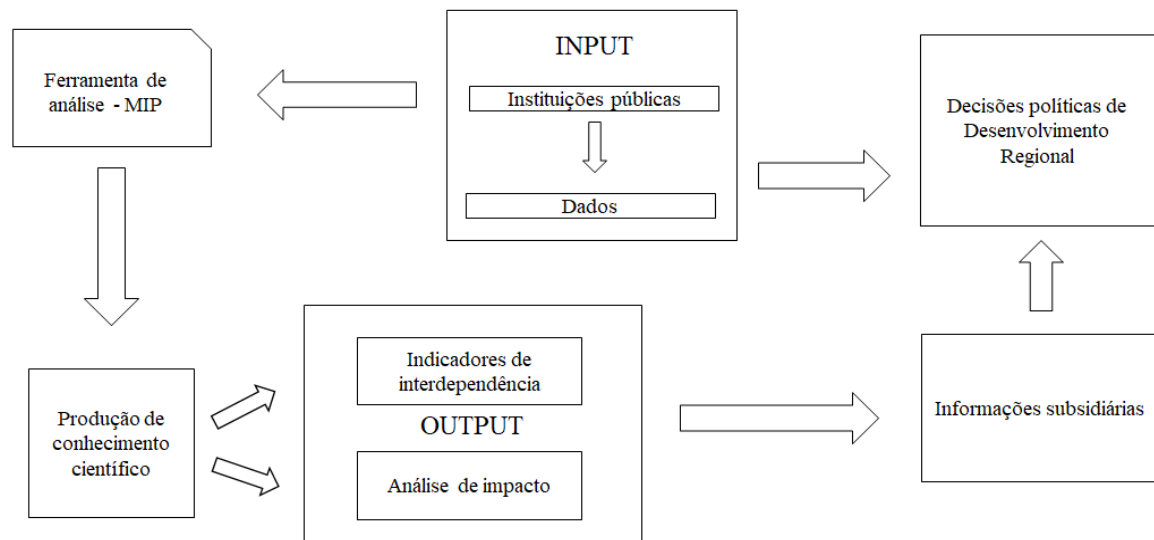 Ferramenta de
análise - MIP
INPUT
Instituições públicas
Dados
Decisões políticas de
Desenvolvimento
Regional
Produção de
conhecimento
científico
Indicadores de
interdependência
OUTPUT
Análise de impacto
Informações subsidiárias